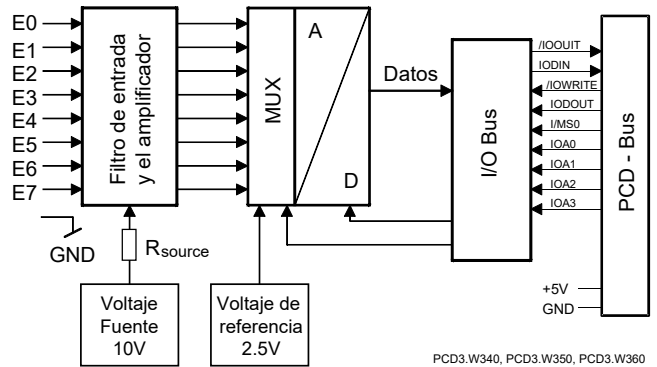 E0
E1
E2
E3
E4
E5
E6
E7
GND
Filtro de entrada
y el amplificador
Rsource
Voltaje
Fuente
10V
MUX
A
D
Voltaje de
referencia
2.5V
Datos
I/O Bus
/IOOUIT
IODIN
/IOWRITE
IODOUT
I/MS0
IOA0
IOA1
IOA2
IOA3
+5V
GND
PCD - Bus
PCD3.W340, PCD3.W350, PCD3.W360